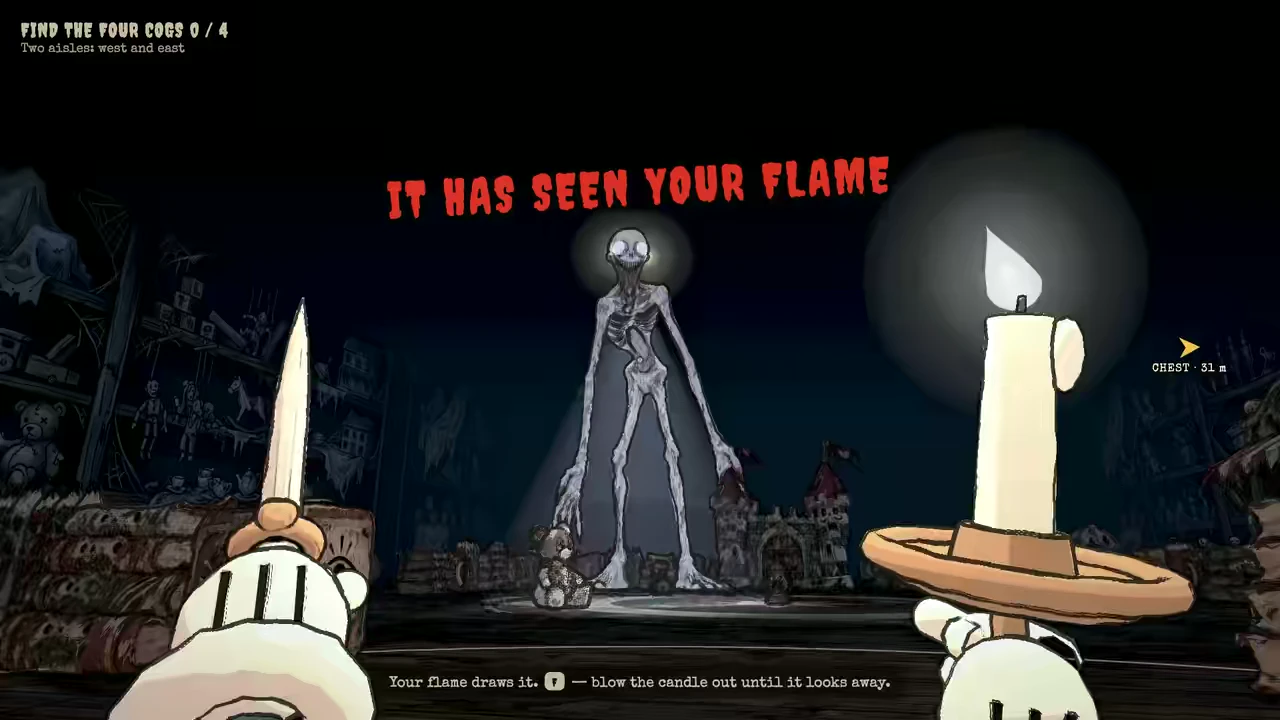 FIND THE FOUR COGS 0 / 4
Two aisles: west and east
IT HAS SEEN YOUR FLAME
CHEST · 31 m
Your flame draws it. F — blow the candle out until it looks away.